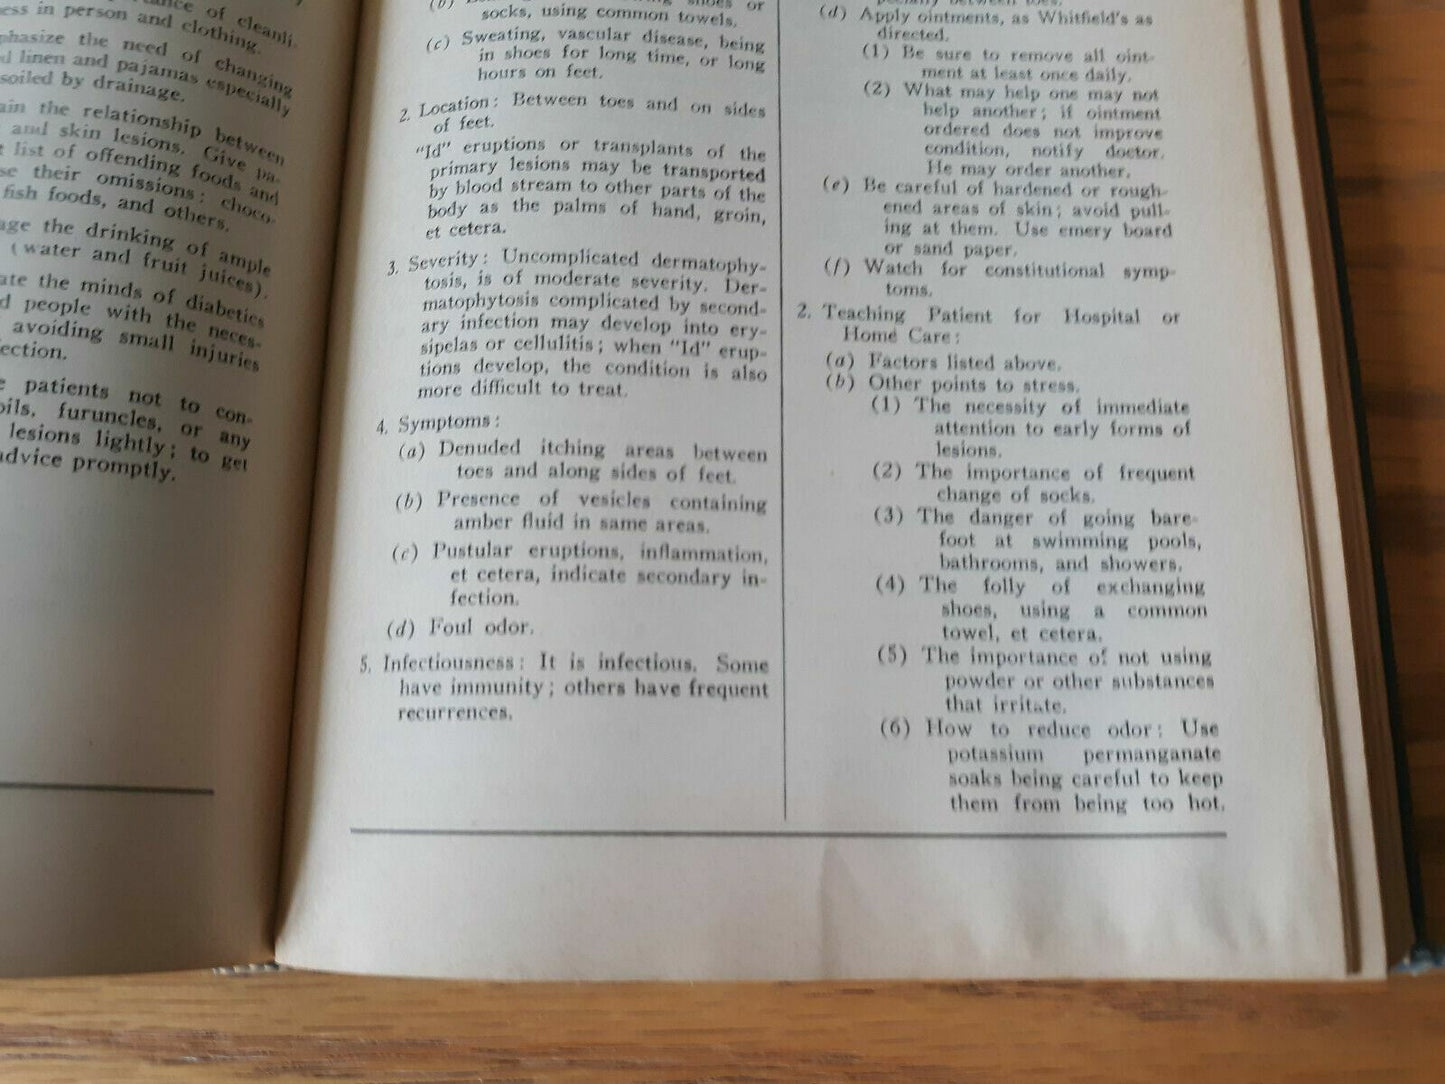 ance of cleanli-
ess in person and clothing.
phasize the need of changing
d linen and pajamas especially
soiled by drainage.
ain the relationship between
and skin lesions. Give pa-
t list of offending foods and
se their omissions: choco-
fish foods, and others.
age the drinking of ample
(water and fruit juices).
ate the minds of diabetics
d people with the neces-
avoiding small injuries
ection.
e patients not to con-
oils, furuncles, or any
lesions lightly; to get
advice promptly.
(b) shoes or
socks, using common towels.
(c) Sweating, vascular disease, being
in shoes for long time, or long
hours on feet.
2. Location: Between toes and on sides
of feet.
"Id" eruptions or transplants of the
primary lesions may be transported
by blood stream to other parts of the
body as the palms of hand, groin,
et cetera.
3. Severity: Uncomplicated dermatophy-
tosis, is of moderate severity. Der-
matophytosis complicated by second-
ary infection may develop into ery-
sipelas or cellulitis; when "Id" erup-
tions develop, the condition is also
more difficult to treat.
4. Symptoms:
(a) Denuded itching areas between
toes and along sides of feet.
(b) Presence of vesicles containing
amber fluid in same areas.
(c) Pustular eruptions, inflammation,
et cetera, indicate secondary in-
fection.
(d) Foul odor.
5. Infectiousness: It is infectious. Some
have immunity; others have frequent
recurrences.
between toes.
(d) Apply ointments, as Whitfield's as
directed.
(1) Be sure to remove all oint-
ment at least once daily.
(2) What may help one may not
help another; if ointment
ordered does not improve
condition, notify doctor.
He may order another.
(e) Be careful of hardened or rough-
ened areas of skin; avoid pull-
ing at them. Use emery board
or sand paper.
(f) Watch for constitutional symp-
toms.
2. Teaching Patient for Hospital or
Home Care:
(a) Factors listed above.
(b) Other points to stress.
(1) The necessity of immediate
attention to early forms of
lesions.
(2) The importance of frequent
change of socks.
(3) The danger of going bare-
foot at swimming pools,
bathrooms, and showers.
(4) The folly of exchanging
shoes, using a common
towel, et cetera.
(5) The importance of not using
powder or other substances
that irritate.
(6) How to reduce odor: Use
potassium permanganate
soaks being careful to keep
them from being too hot.